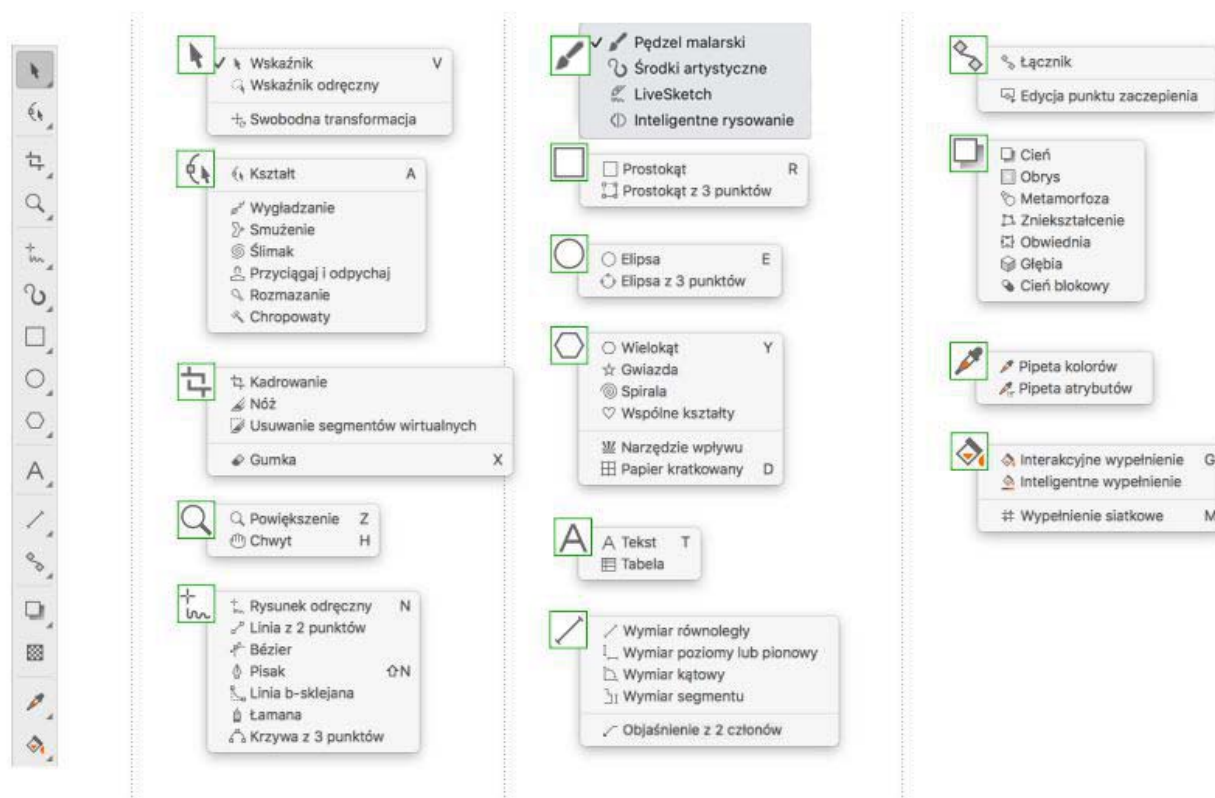 Wskaźnik V
Wskaźnik odręczny
Swobodna transformacja
Kształt A
Wygładzanie
Smużenie
Ślimak
Przyciągaj i odpychaj
Rozmazanie
Chropowaty
Kadrowanie
Nóż
Usuwanie segmentów wirtualnych
Gumka X
Powiększenie Z
Chwyt H
Rysunek odręczny N
Linia z 2 punktów
Bézier
Pisak ⇧N
Linia b-sklejana
Łamana
Krzywa z 3 punktów
Pędzel malarski
Środki artystyczne
LiveSketch
Inteligentne rysowanie
Prostokąt R
Prostokąt z 3 punktów
Elipsa E
Elipsa z 3 punktów
Wielokąt Y
Gwiazda
Spirala
Wspólne kształty
Narzędzie wpływu
Papier kratkowany D
Tekst T
Tabela
Wymiar równoległy
Wymiar poziomy lub pionowy
Wymiar kątowy
Wymiar segmentu
Objaśnienie z 2 członów
Łącznik
Edycja punktu zaczepienia
Cień
Obrys
Metamorfoza
Zniekształcenie
Obwiednia
Głębia
Cień blokowy
Pipeta kolorów
Pipeta atrybutów
Interakcyjne wypełnienie G
Inteligentne wypełnienie
Wypełnienie siatkowe M